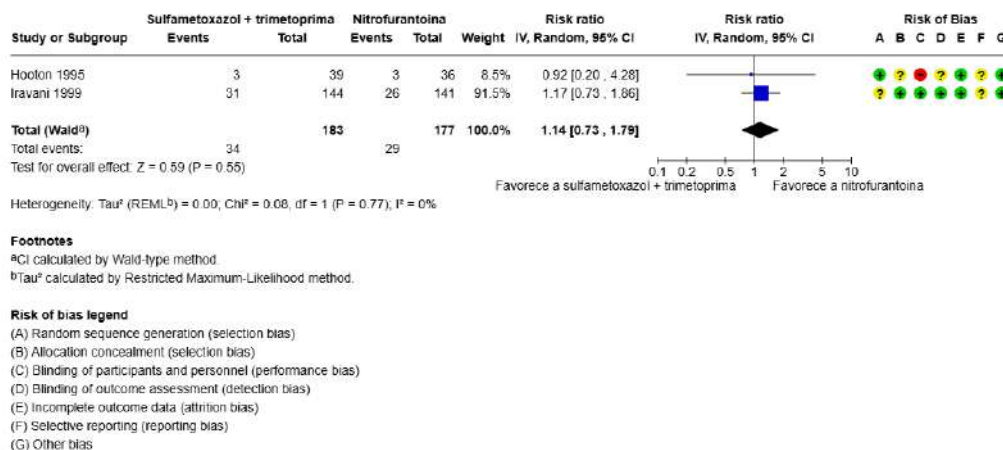 Sulfametoxazol + trimetoprima Nitrofurantoina Risk ratio Risk ratio Risk of Bias
Study or Subgroup Events Total Events Total Weight IV, Random, 95% CI IV, Random, 95% CI A B C D E F G
Hooton 1995 3 39 3 36 8.5% 0.92 [0.20 , 4.28] + ? + ? + ? +
Iravani 1999 31 144 26 141 91.5% 1.17 [0.73 , 1.86] ? + + + + ? +
Total (Waldᵃ) 183 177 100.0% 1.14 [0.73 , 1.79]
Total events: 34 29
Test for overall effect: Z = 0.59 (P = 0.55)
0.1 0.2 0.5 1 2 5 10
Favorece a sulfametoxazol + trimetoprima Favorece a nitrofurantoina
Heterogeneity: Tau² (REMLᵇ) = 0.00; Chi² = 0.08, df = 1 (P = 0.77); I² = 0%
Footnotes
ᵃCI calculated by Wald-type method.
ᵇTau² calculated by Restricted Maximum-Likelihood method.
Risk of bias legend
(A) Random sequence generation (selection bias)
(B) Allocation concealment (selection bias)
(C) Blinding of participants and personnel (performance bias)
(D) Blinding of outcome assessment (detection bias)
(E) Incomplete outcome data (attrition bias)
(F) Selective reporting (reporting bias)
(G) Other bias